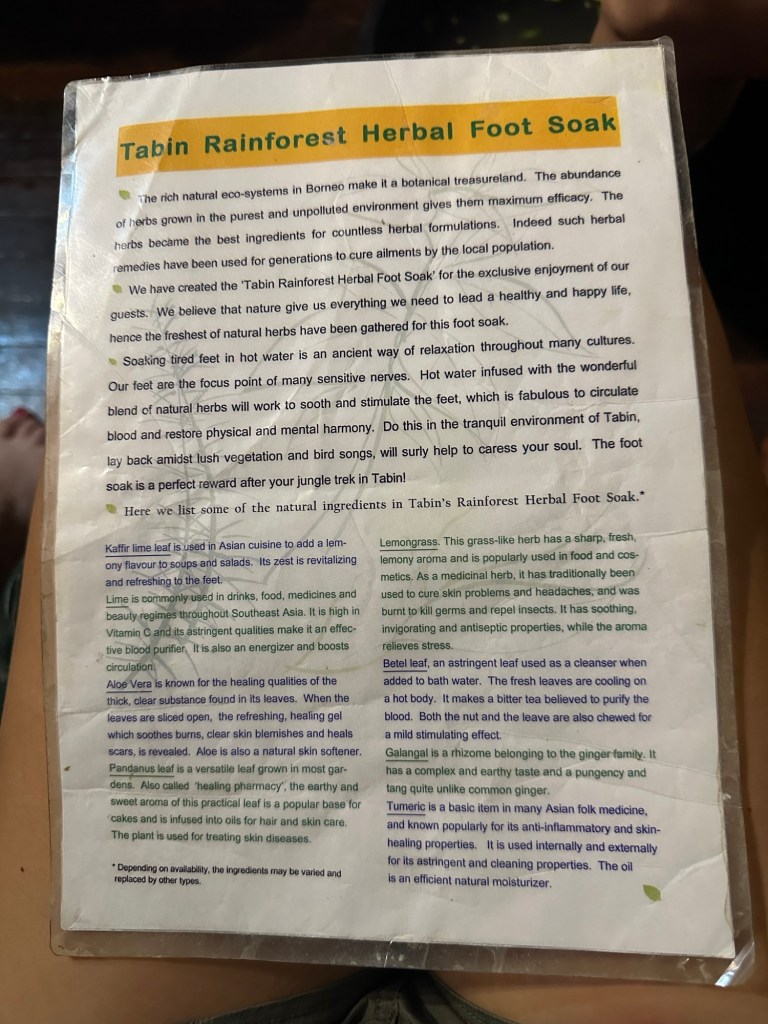 Tabin Rainforest Herbal Foot Soak
The rich natural eco-systems in Borneo make it a botanical treasureland. The abundance
of herbs grown in the purest and unpolluted environment gives them maximum efficacy. The
herbs became the best ingredients for countless herbal formulations. Indeed such herbal
remedies have been used for generations to cure ailments by the local population.
We have created the 'Tabin Rainforest Herbal Foot Soak' for the exclusive enjoyment of our
guests. We believe that nature give us everything we need to lead a healthy and happy life,
hence the freshest of natural herbs have been gathered for this foot soak.
Soaking tired feet in hot water is an ancient way of relaxation throughout many cultures.
Our feet are the focus point of many sensitive nerves. Hot water infused with the wonderful
blend of natural herbs will work to sooth and stimulate the feet, which is fabulous to circulate
blood and restore physical and mental harmony. Do this in the tranquil environment of Tabin,
lay back amidst lush vegetation and bird songs, will surly help to caress your soul. The foot
soak is a perfect reward after your jungle trek in Tabin!
Here we list some of the natural ingredients in Tabin's Rainforest Herbal Foot Soak.*
Kaffir lime leaf is used in Asian cuisine to add a lem-
ony flavour to soups and salads. Its zest is revitalizing
and refreshing to the feet.
Lime is commonly used in drinks, food, medicines and
beauty regimes throughout Southeast Asia. It is high in
Vitamin C and its astringent qualities make it an effec-
tive blood purifier. It is also an energizer and boosts
circulation.
Aloe Vera is known for the healing qualities of the
thick, clear substance found in its leaves. When the
leaves are sliced open, the refreshing, healing gel
which soothes burns, clear skin blemishes and heals
scars, is revealed. Aloe is also a natural skin softener.
Pandanus leaf is a versatile leaf grown in most gar-
dens. Also called 'healing pharmacy', the earthy and
sweet aroma of this practical leaf is a popular base for
cakes and is infused into oils for hair and skin care.
The plant is used for treating skin diseases.
* Depending on availability, the ingredients may be varied and
replaced by other types.
Lemongrass. This grass-like herb has a sharp, fresh,
lemony aroma and is popularly used in food and cos-
metics. As a medicinal herb, it has traditionally been
used to cure skin problems and headaches, and was
burnt to kill germs and repel insects. It has soothing,
invigorating and antiseptic properties, while the aroma
relieves stress.
Betel leaf, an astringent leaf used as a cleanser when
added to bath water. The fresh leaves are cooling on
a hot body. It makes a bitter tea believed to purify the
blood. Both the nut and the leave are also chewed for
a mild stimulating effect.
Galangal is a rhizome belonging to the ginger family. It
has a complex and earthy taste and a pungency and
tang quite unlike common ginger.
Tumeric is a basic item in many Asian folk medicine,
and known popularly for its anti-inflammatory and skin-
healing properties. It is used internally and externally
for its astringent and cleaning properties. The oil
is an efficient natural moisturizer.